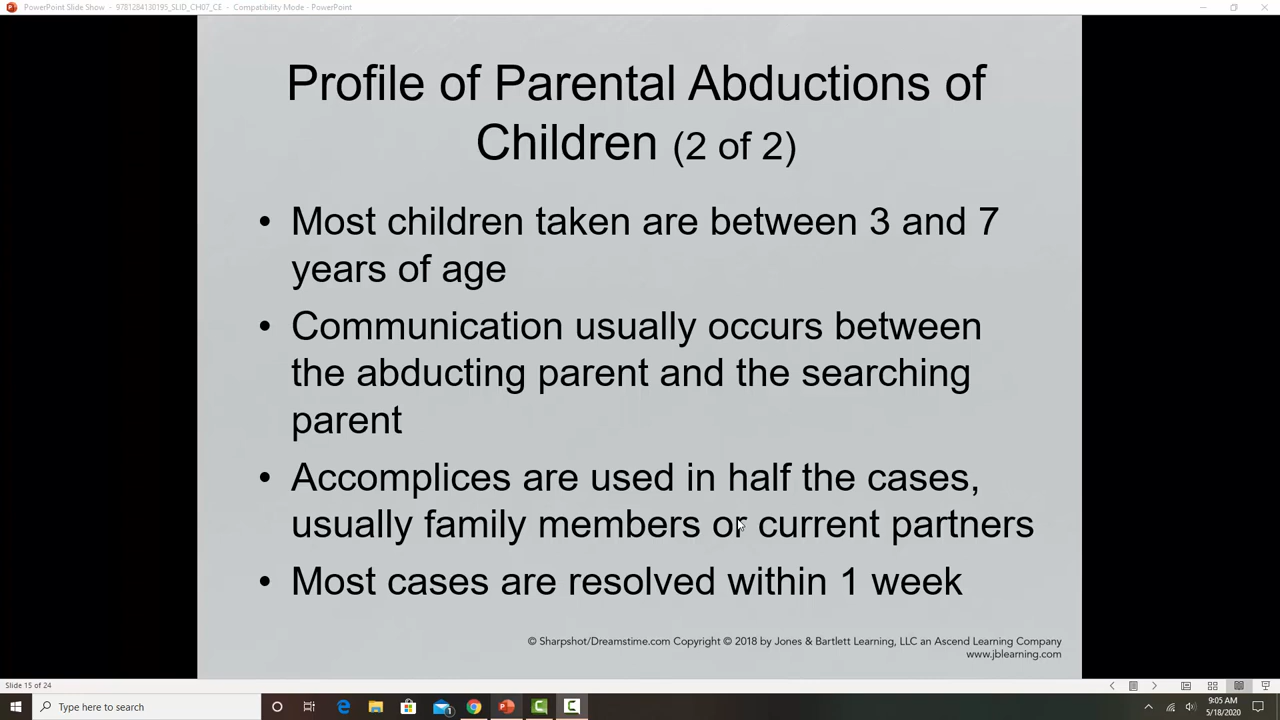 PowerPoint Slide Show - 9781284130195_SLID_CH07_CE - Compatibility Mode - PowerPoint
Profile of Parental Abductions of
Children (2 of 2)
• Most children taken are between 3 and 7
years of age
• Communication usually occurs between
the abducting parent and the searching
parent
• Accomplices are used in half the cases,
usually family members or current partners
• Most cases are resolved within 1 week
© Sharpshot/Dreamstime.com Copyright © 2018 by Jones & Bartlett Learning, LLC an Ascend Learning Company
www.jblearning.com
Slide 15 of 24
Type here to search
9:05 AM
5/18/2020